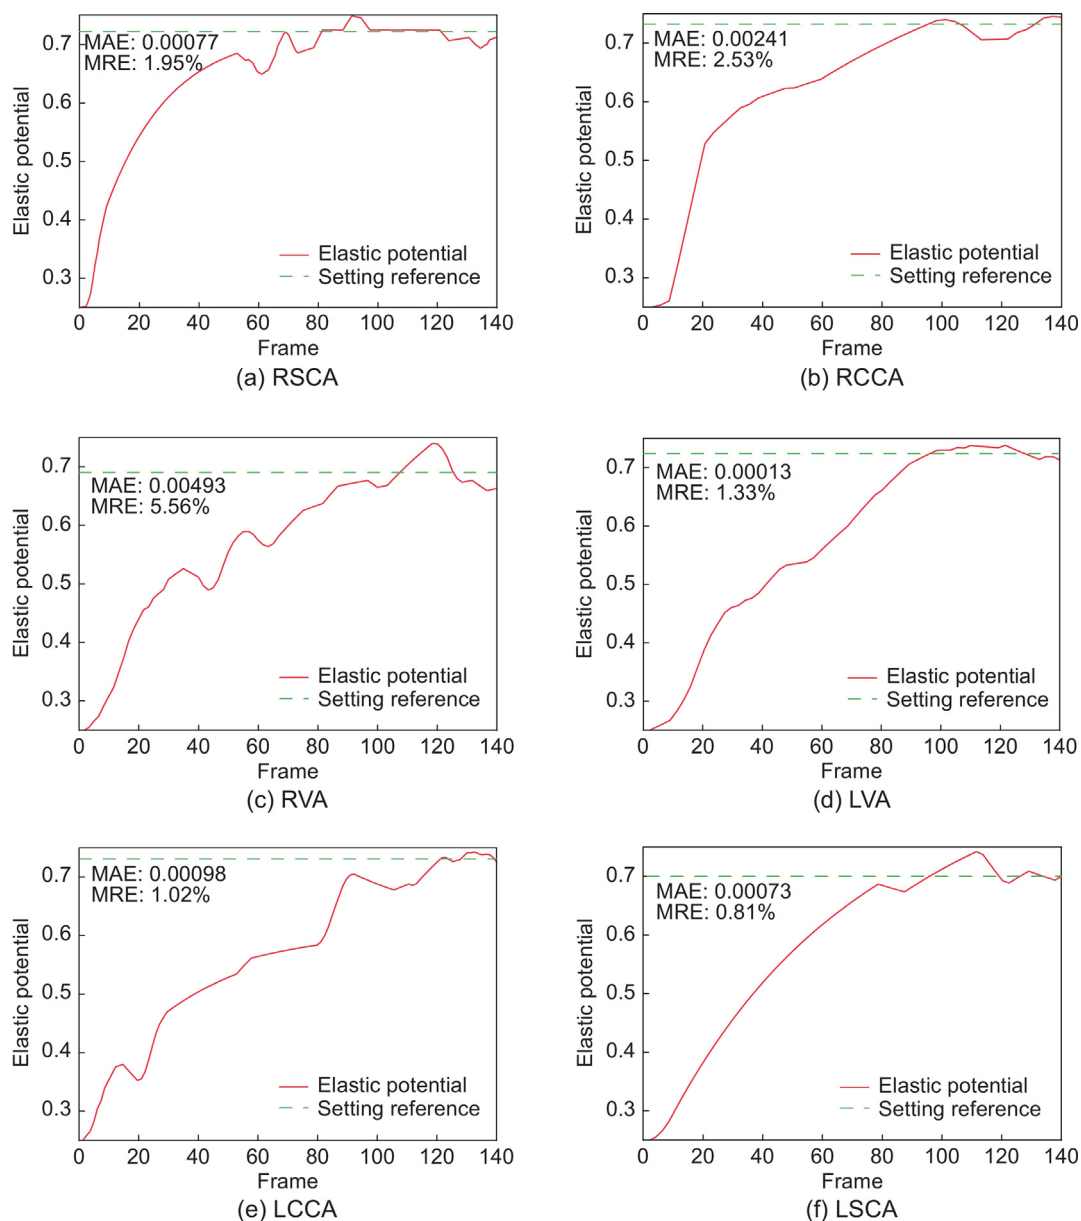 MAE: 0.00077
MRE: 1.95%
0.7
0.6
0.5
0.4
0.3
Elastic potential
Elastic potential
Setting reference
0 20 40 60 80 100 120 140
Frame
(a) RSCA
MAE: 0.00241
MRE: 2.53%
0.7
0.6
0.5
0.4
0.3
Elastic potential
Elastic potential
Setting reference
0 20 40 60 80 100 120 140
Frame
(b) RCCA
MAE: 0.00493
MRE: 5.56%
0.7
0.6
0.5
0.4
0.3
Elastic potential
Elastic potential
Setting reference
0 20 40 60 80 100 120 140
Frame
(c) RVA
MAE: 0.00013
MRE: 1.33%
0.7
0.6
0.5
0.4
0.3
Elastic potential
Elastic potential
Setting reference
0 20 40 60 80 100 120 140
Frame
(d) LVA
MAE: 0.00098
MRE: 1.02%
0.7
0.6
0.5
0.4
0.3
Elastic potential
Elastic potential
Setting reference
0 20 40 60 80 100 120 140
Frame
(e) LCCA
MAE: 0.00073
MRE: 0.81%
0.7
0.6
0.5
0.4
0.3
Elastic potential
Elastic potential
Setting reference
0 20 40 60 80 100 120 140
Frame
(f) LSCA